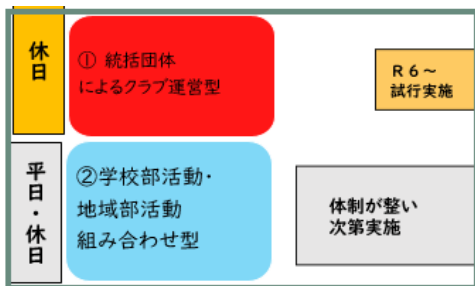 休日
① 統括団体
によるクラブ運営型
R6~
試行実施
平日・休日
②学校部活動・
地域部活動
組み合わせ型
体制が整い
次第実施